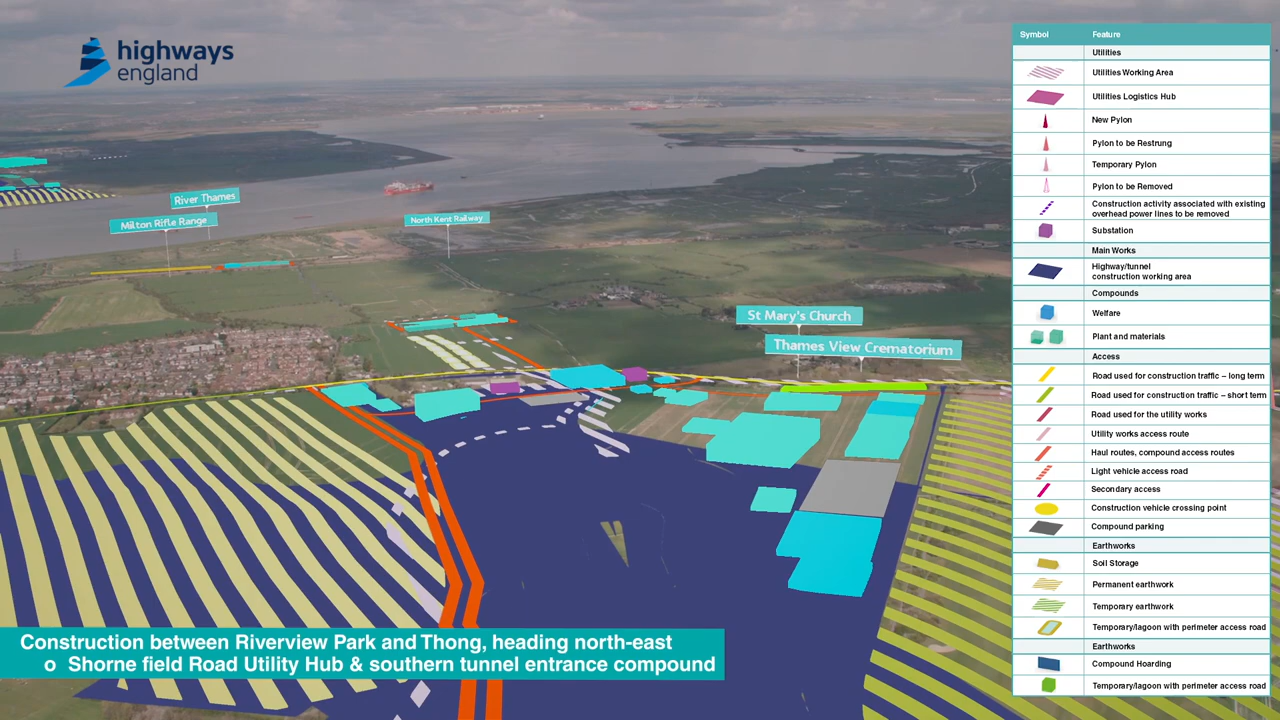 highways
england
River Thames
Milton Rifle Range
North Kent Railway
St Mary's Church
Thames View Crematorium
Construction between Riverview Park and Thong, heading north-east
o Shorne field Road Utility Hub & southern tunnel entrance compound
Symbol Feature
Utilities
Utilities Working Area
Utilities Logistics Hub
New Pylon
Pylon to be Restrung
Temporary Pylon
Pylon to be Removed
Construction activity associated with existing
overhead power lines to be removed
Substation
Main Works
Highway/tunnel
construction working area
Compounds
Welfare
Plant and materials
Access
Road used for construction traffic – long term
Road used for construction traffic – short term
Road used for the utility works
Utility works access route
Haul routes, compound access routes
Light vehicle access road
Secondary access
Construction vehicle crossing point
Compound parking
Earthworks
Soil Storage
Permanent earthwork
Temporary earthwork
Temporary/lagoon with perimeter access road
Earthworks
Compound Hoarding
Temporary/lagoon with perimeter access road